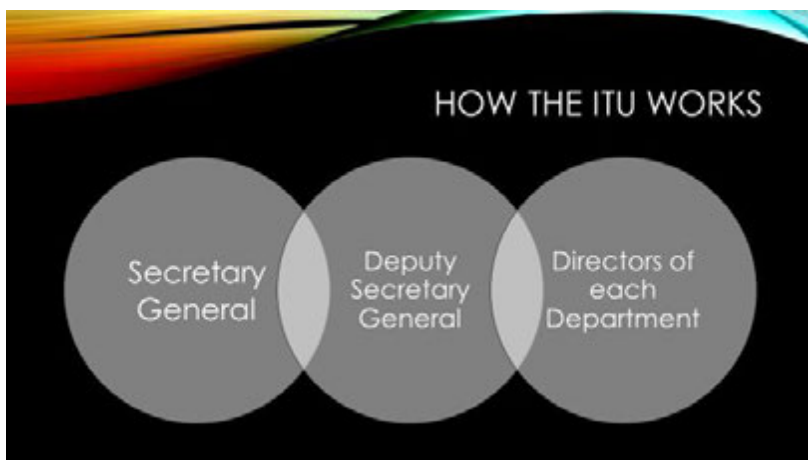 HOW THE ITU WORKS
Secretary
General
Deputy
Secretary
General
Directors of
each
Department